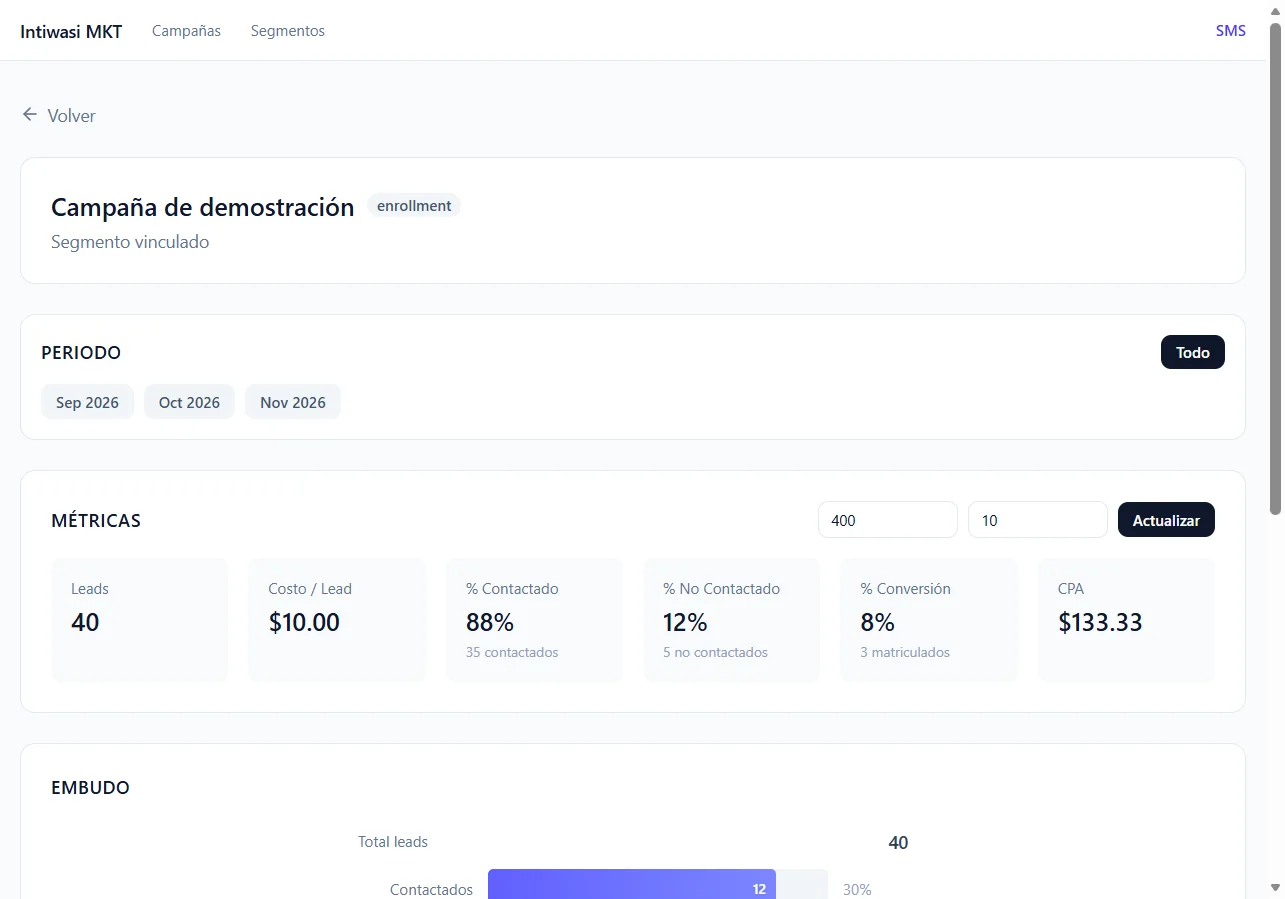 Intiwasi MKT Campañas Segmentos SMS
← Volver
Campaña de demostración enrollment
Segmento vinculado
PERIODO Todo
Sep 2026 Oct 2026 Nov 2026
MÉTRICAS 400 10 Actualizar
Leads Costo / Lead % Contactado % No Contactado % Conversión CPA
40 $10.00 88% 12% 8% $133.33
35 contactados 5 no contactados 3 matriculados
EMBUDO
Total leads 40
Contactados 12 30%